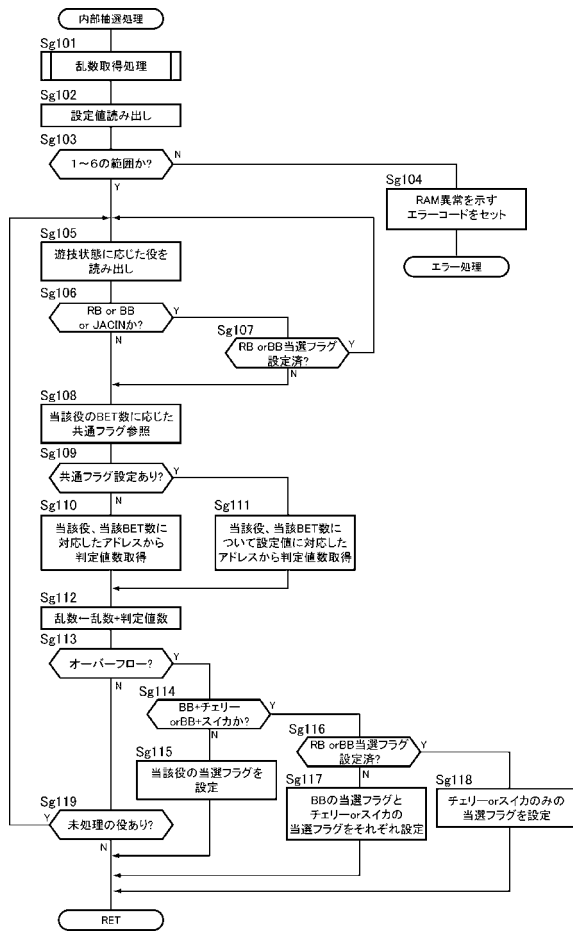 内部抽選処理
Sg101
乱数取得処理
Sg102
設定値読み出し
Sg103
1～6の範囲か?
N
Y
Sg104
RAM異常を示す
エラーコードをセット
エラー処理
Sg105
遊技状態に応じた役を
読み出し
Sg106
RB or BB
or JACINか?
Y
N
Sg107
RB orBB当選フラグ
設定済?
Y
N
Sg108
当該役のBET数に応じた
共通フラグ参照
Sg109
共通フラグ設定あり?
Y
N
Sg110
当該役、当該BET数に
対応したアドレスから
判定値数取得
Sg111
当該役、当該BET数に
ついて設定値に対応した
アドレスから判定値数取得
Sg112
乱数←乱数+判定値数
Sg113
オーバーフロー?
Y
N
Sg114
BB+チェリー
orBB+スイカか?
Y
N
Sg115
当該役の当選フラグを
設定
Sg116
RB orBB当選フラグ
設定済?
Y
N
Sg117
BBの当選フラグと
チェリーorスイカの
当選フラグをそれぞれ設定
Sg118
チェリーorスイカのみの
当選フラグを設定
Sg119
未処理の役あり?
Y
N
RET